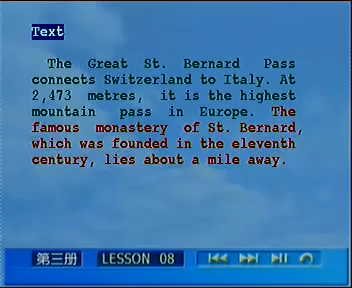 Text
The Great St. Bernard Pass
connects Switzerland to Italy. At
2,473 metres, it is the highest
mountain pass in Europe. The
famous monastery of St. Bernard,
which was founded in the eleventh
century, lies about a mile away.
第三册 LESSON 08